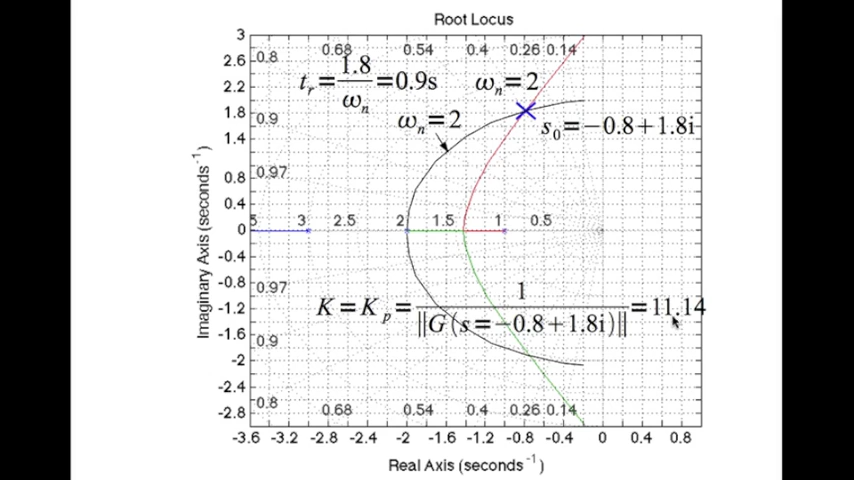 Root Locus
3
0.68 0.54 0.4 0.26 0.14
2.6
0.8
2.2
t_r = 1.8/ω_n = 0.9s
ω_n = 2
1.8
0.9
ω_n = 2
s_0 = −0.8+1.8i
1.4
0.97
0.8
0.4
0
5 3 2.5 2 1.5 1 0.5
-0.4
-0.8
0.97
-1.2
K = K_p = 1/‖G(s=−0.8+1.8i)‖ = 11.14
-1.6
0.9
-2
-2.4
0.8
-2.8
0.68 0.54 0.4 0.26 0.14
-3.6 -3.2 -2.8 -2.4 -2 -1.6 -1.2 -0.8 -0.4 0 0.4 0.8
Real Axis (seconds⁻¹)
Imaginary Axis (seconds⁻¹)